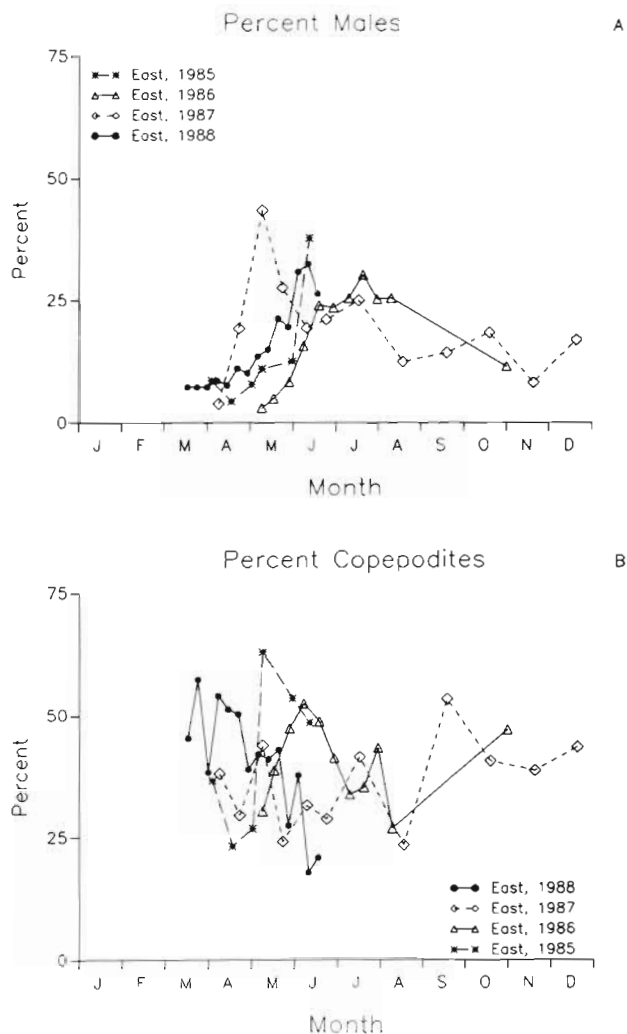 Percent Males
A
75
50
25
0
Percent
East, 1985
East, 1986
East, 1987
East, 1988
J F M A M J J A S O N D
Month
Percent Copepodites
B
75
50
25
0
Percent
East, 1988
East, 1987
East, 1986
East, 1985
J F M A M J J A S O N D
Month